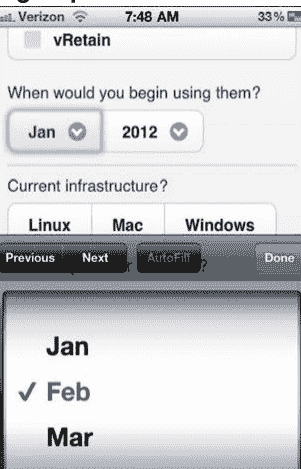 Verizon 7:48 AM 33%
vRetain
When would you begin using them?
Jan 2012
Current infrastructure?
Linux Mac Windows
Previous Next AutoFill ? Done
Jan
✓ Feb
Mar